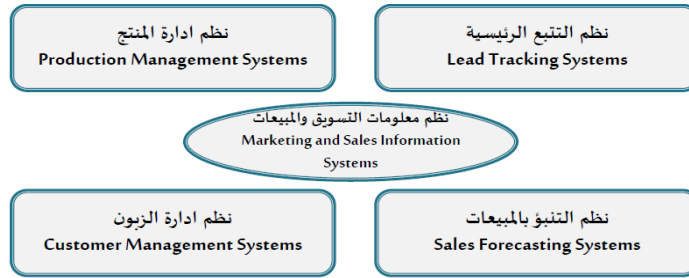 نظم ادارة المنتج
Production Management Systems
نظم التتبع الرئيسية
Lead Tracking Systems
نظم معلومات التسويق والمبيعات
Marketing and Sales Information
Systems
نظم ادارة الزبون
Customer Management Systems
نظم التنبؤ بالمبيعات
Sales Forecasting Systems